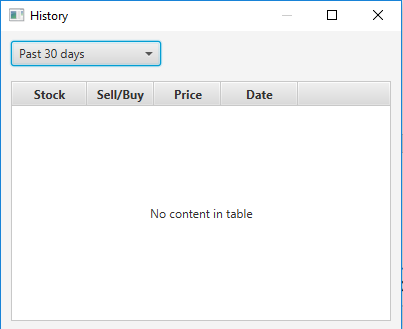 History
Past 30 days
Stock Sell/Buy Price Date
No content in table